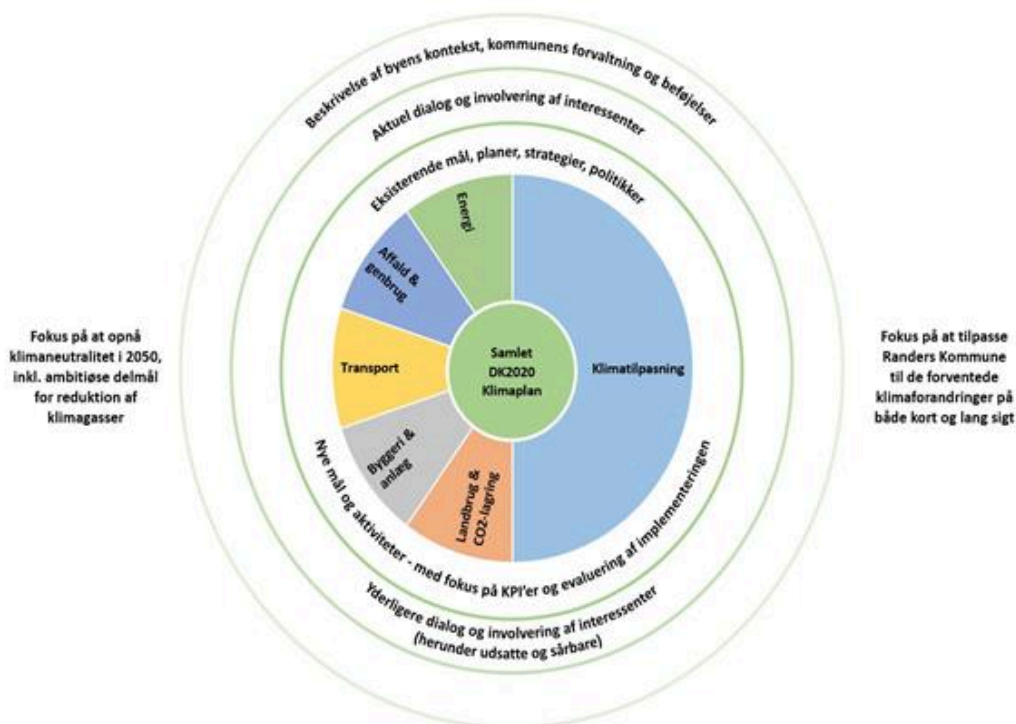 Beskrivelse af byens kontekst, kommunens forvaltning og beføjelser
Aktuel dialog og involvering af interessenter
Eksisterende mål, planer, strategier, politikker
Energi
Affald &
genbrug
Transport
Byggeri &
anlæg
Landbrug &
CO2-lagring
Samlet
DK2020
Klimaplan
Klimatilpasning
Fokus på at opnå
klimaneutralitet i 2050,
inkl. ambitiøse delmål
for reduktion af
klimagasser
Fokus på at tilpasse
Randers Kommune
til de forventede
klimaforandringer på
både kort og lang sigt
Nye mål og aktiviteter - med fokus på KPI'er og evaluering af implementeringen
Yderligere dialog og involvering af interessenter
(herunder udsatte og sårbare)